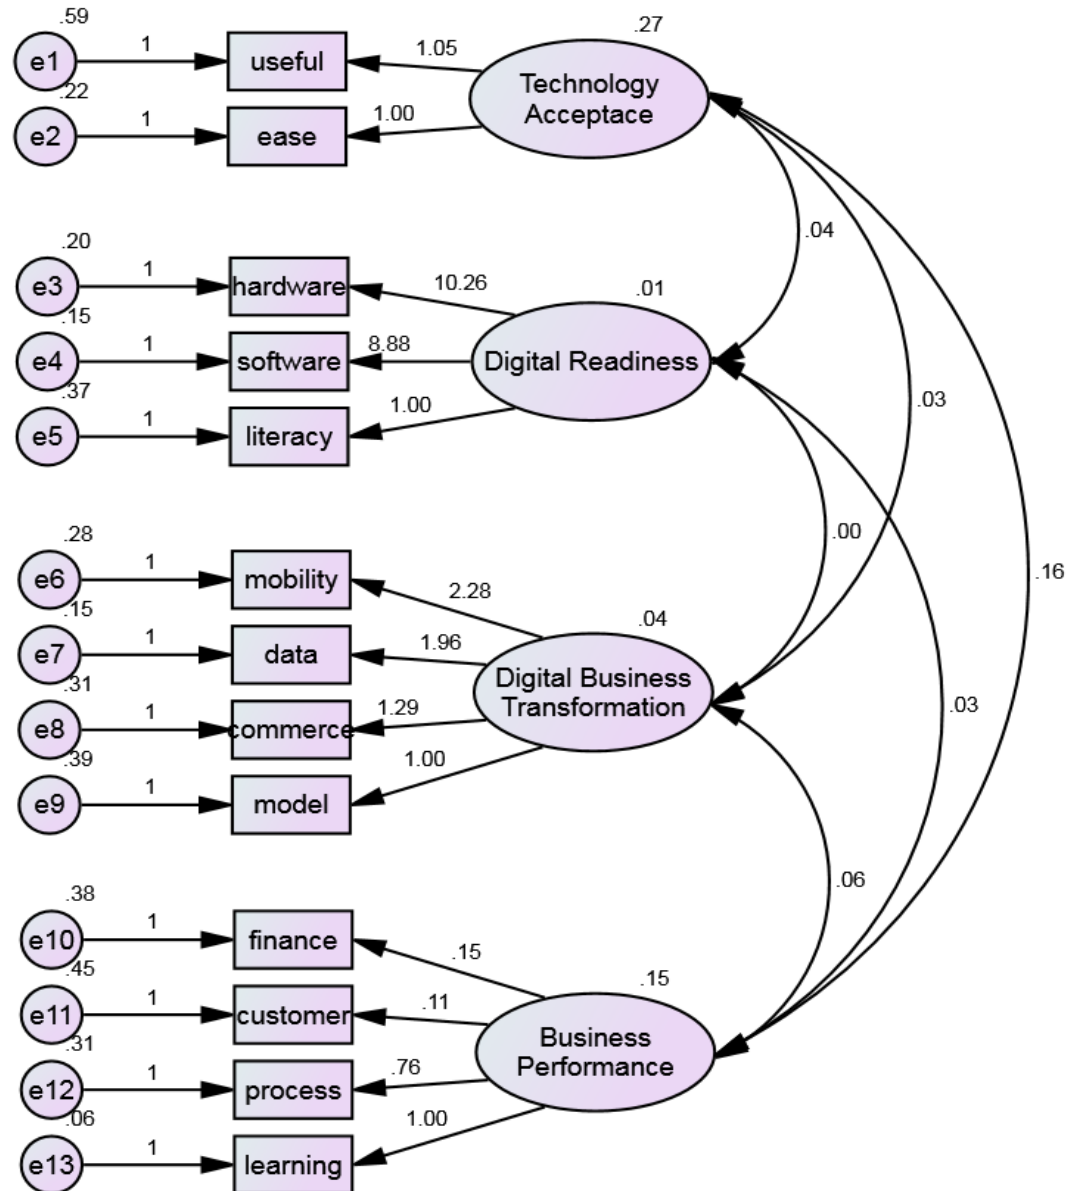 .59
e1
1
useful
1.05
.27
Technology
Acceptace
.22
e2
1
ease
1.00
.04
.20
e3
1
hardware
10.26
.01
Digital Readiness
.15
e4
1
software
8.88
.03
.37
e5
1
literacy
1.00
.00
.16
.28
e6
1
mobility
2.28
.04
Digital Business
Transformation
.15
e7
1
data
1.96
.03
.31
e8
1
commerce
1.29
.39
e9
1
model
1.00
.06
.38
e10
1
finance
.15
.15
Business
Performance
.45
e11
1
customer
.11
.31
e12
1
process
.76
.06
e13
1
learning
1.00